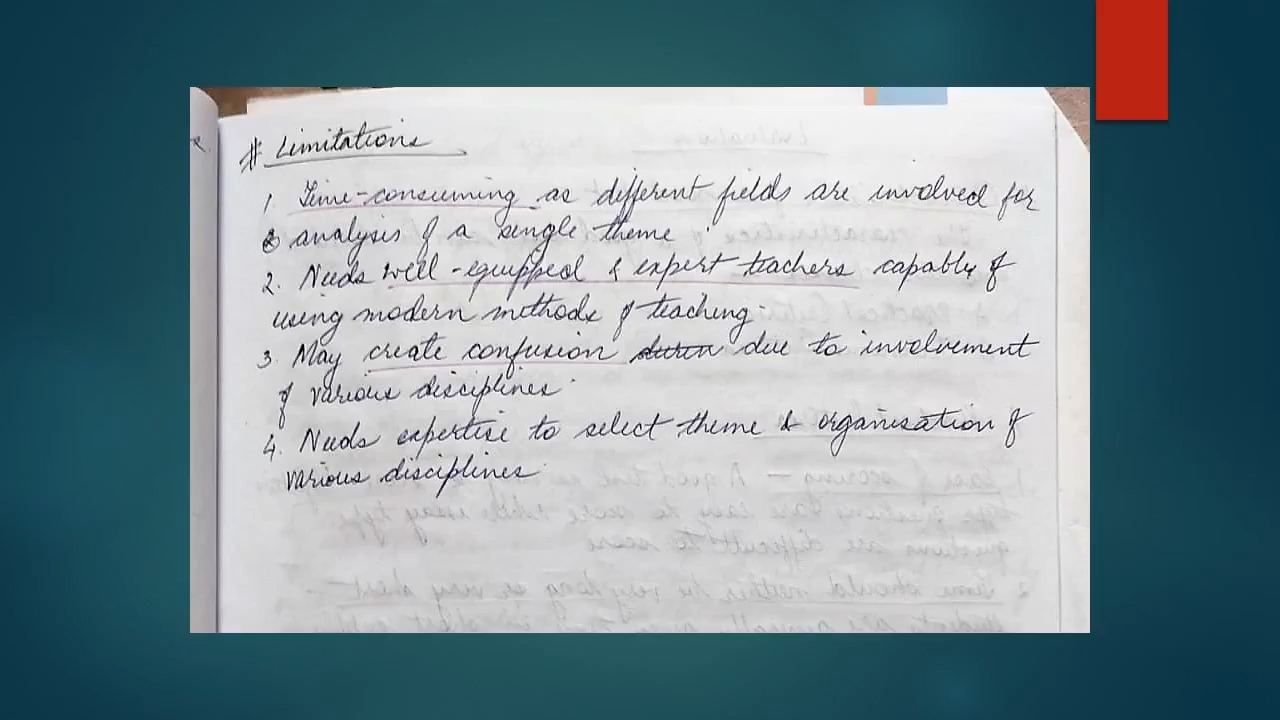 # Limitations
1. Time-consuming as different fields are involved for
analysis of a single theme.
2. Needs well-equipped & expert teachers capable of
using modern methods of teaching.
3. May create confusion due to involvement
of various disciplines.
4. Needs expertise to select theme & organisation of
various disciplines.